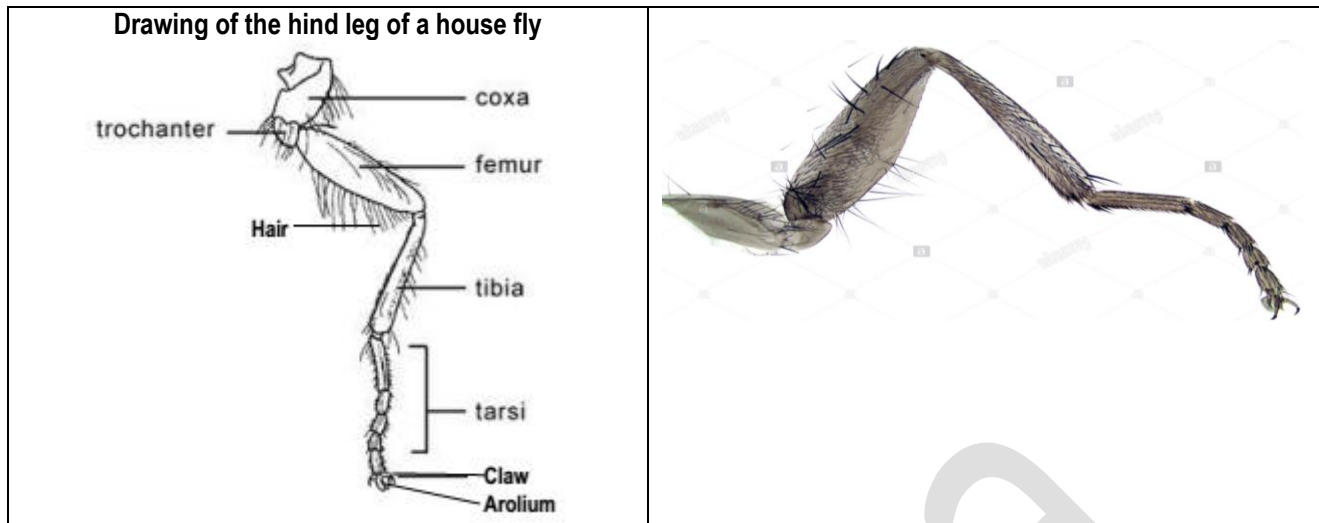 Drawing of the hind leg of a house fly
coxa
trochanter
femur
Hair
tibia
tarsi
Claw
Arolium
a
a
a
a